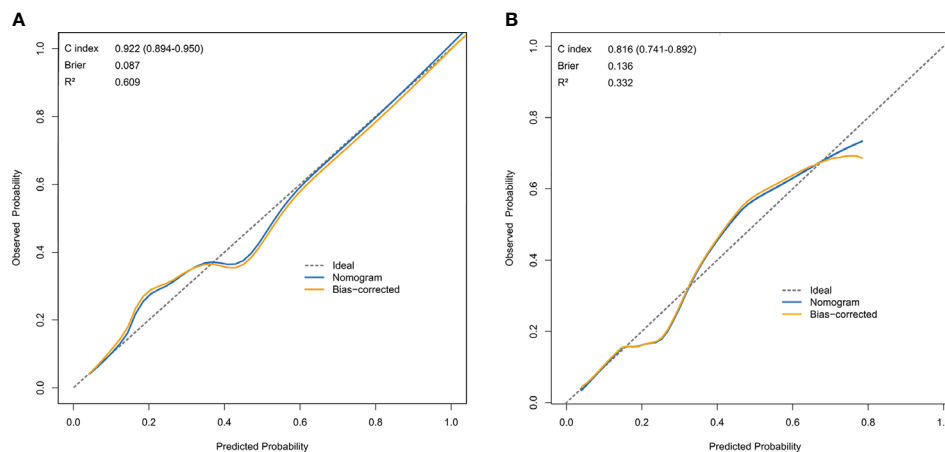 A
C index 0.922 (0.894-0.950)
Brier 0.087
R² 0.609
1.0
0.8
0.6
0.4
0.2
0.0
Observed Probability
Ideal
Nomogram
Bias-corrected
0.0 0.2 0.4 0.6 0.8 1.0
Predicted Probability
B
C index 0.816 (0.741-0.892)
Brier 0.136
R² 0.332
1.0
0.8
0.6
0.4
0.2
0.0
Observed Probability
Ideal
Nomogram
Bias-corrected
0.0 0.2 0.4 0.6 0.8 1.
Predicted Probability